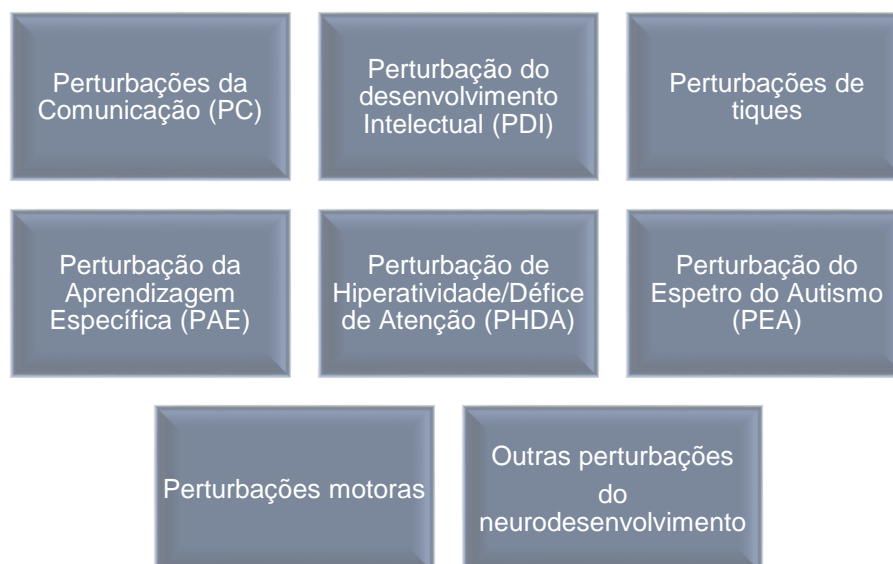 Perturbações da
Comunicação (PC)
Perturbação do
desenvolvimento
Intelectual (PDI)
Perturbações de
tiques
Perturbação da
Aprendizagem
Específica (PAE)
Perturbação de
Hiperatividade/Défice
de Atenção (PHDA)
Perturbação do
Espetro do Autismo
(PEA)
Perturbações motoras
Outras perturbações
do
neurodesenvolvimento